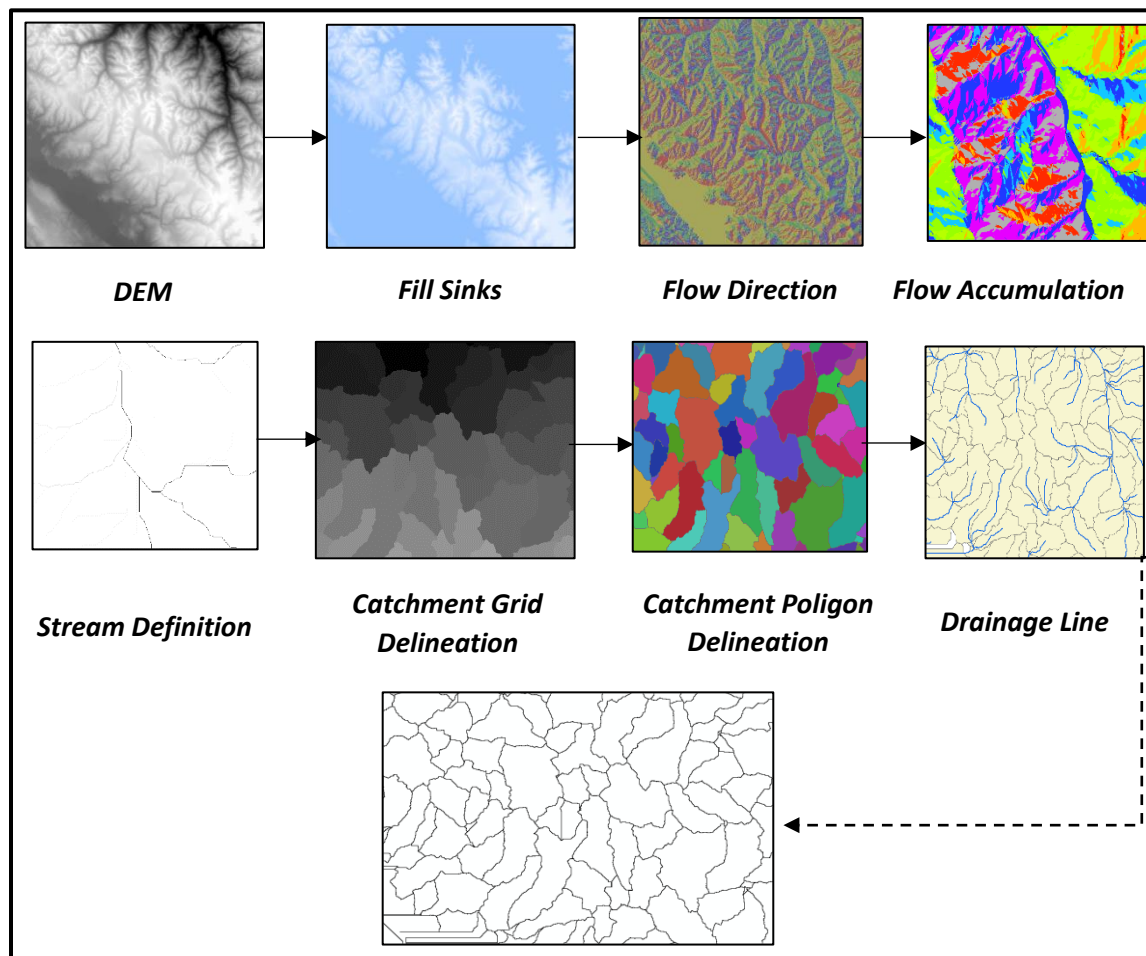 DEM
Fill Sinks
Flow Direction
Flow Accumulation
Stream Definition
Catchment Grid
Delineation
Catchment Poligon
Delineation
Drainage Line